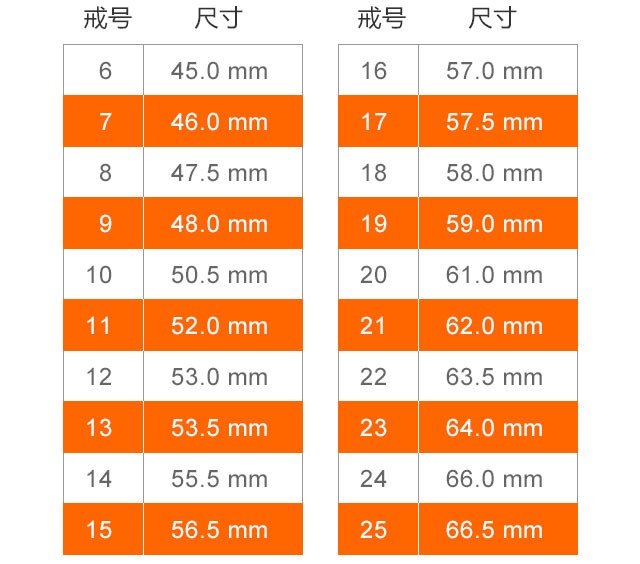 戒号 尺寸 戒号 尺寸
6 45.0 mm 16 57.0 mm
7 46.0 mm 17 57.5 mm
8 47.5 mm 18 58.0 mm
9 48.0 mm 19 59.0 mm
10 50.5 mm 20 61.0 mm
11 52.0 mm 21 62.0 mm
12 53.0 mm 22 63.5 mm
13 53.5 mm 23 64.0 mm
14 55.5 mm 24 66.0 mm
15 56.5 mm 25 66.5 mm